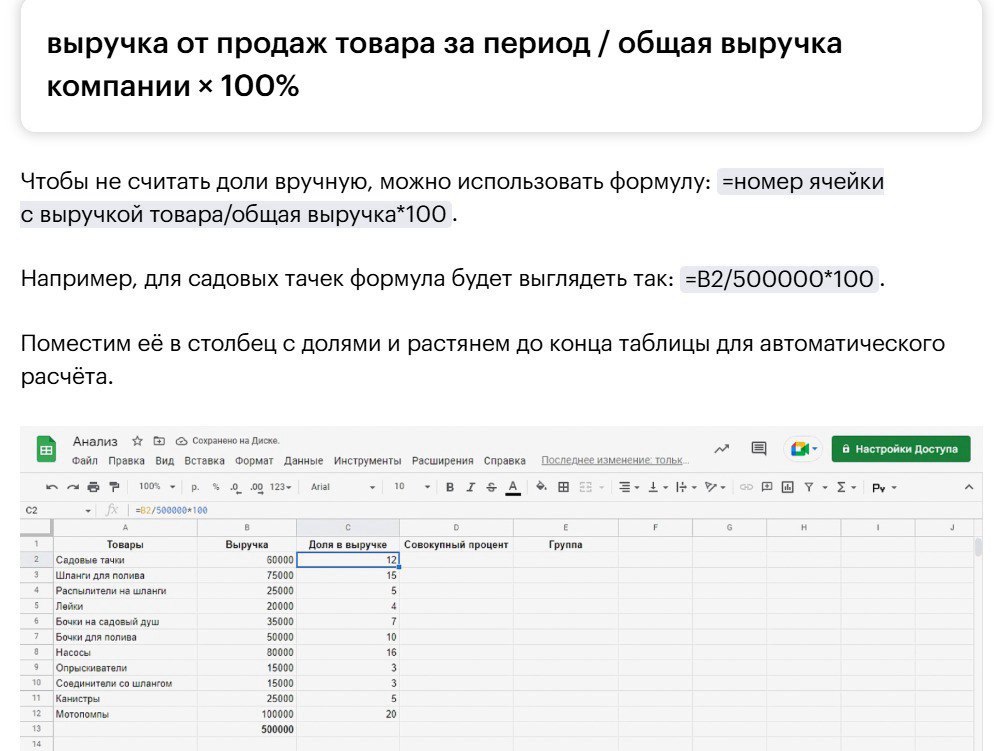 выручка от продаж товара за период / общая выручка
компании × 100%
Чтобы не считать доли вручную, можно использовать формулу: =номер ячейки
с выручкой товара/общая выручка*100.
Например, для садовых тачек формула будет выглядеть так: =B2/500000*100.
Поместим её в столбец с долями и растянем до конца таблицы для автоматического
расчёта.
Анализ Сохранено на Диске.
Файл Правка Вид Вставка Формат Данные Инструменты Расширения Справка Последнее изменение: тольк...
Настройки Доступа
100% р. % .0 .00 123 Arial 10 B I S A Σ Ру
C2 fx =B2/500000*100
A B C D E F G H I J
1 Товары Выручка Доля в выручке Совокупный процент Группа
2 Садовые тачки 60000 12
3 Шланги для полива 75000 15
4 Распылители на шланги 25000 5
5 Лейки 20000 4
6 Бочки на садовый душ 35000 7
7 Бочки для полива 50000 10
8 Насосы 80000 16
9 Опрыскиватели 15000 3
10 Соединители со шлангом 15000 3
11 Канистры 25000 5
12 Мотопомпы 100000 20
13 500000
14